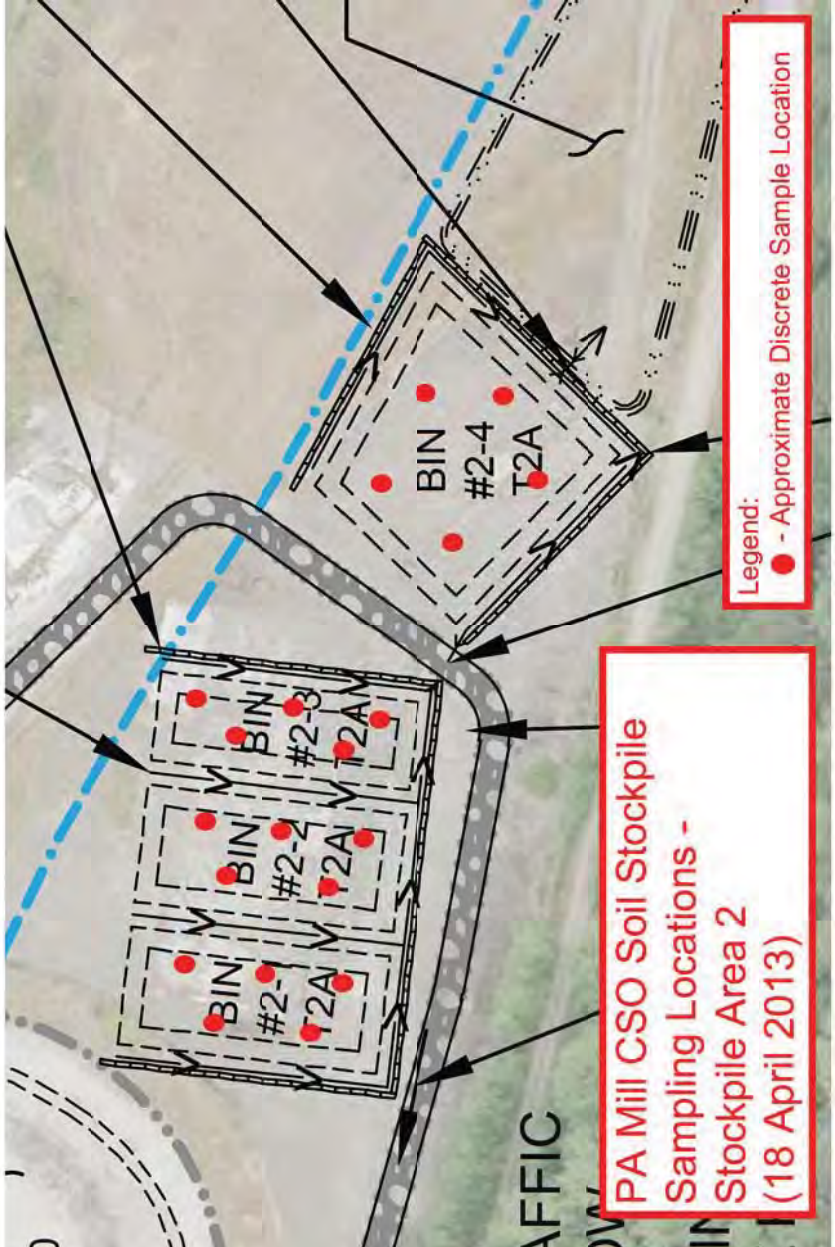 BIN
#2-1
T2A
BIN
#2-2
T2A
BIN
#2-3
T2A
BIN
#2-4
T2A
PA Mill CSO Soil Stockpile
Sampling Locations -
Stockpile Area 2
(18 April 2013)
Legend:
- Approximate Discrete Sample Location
AFFIC